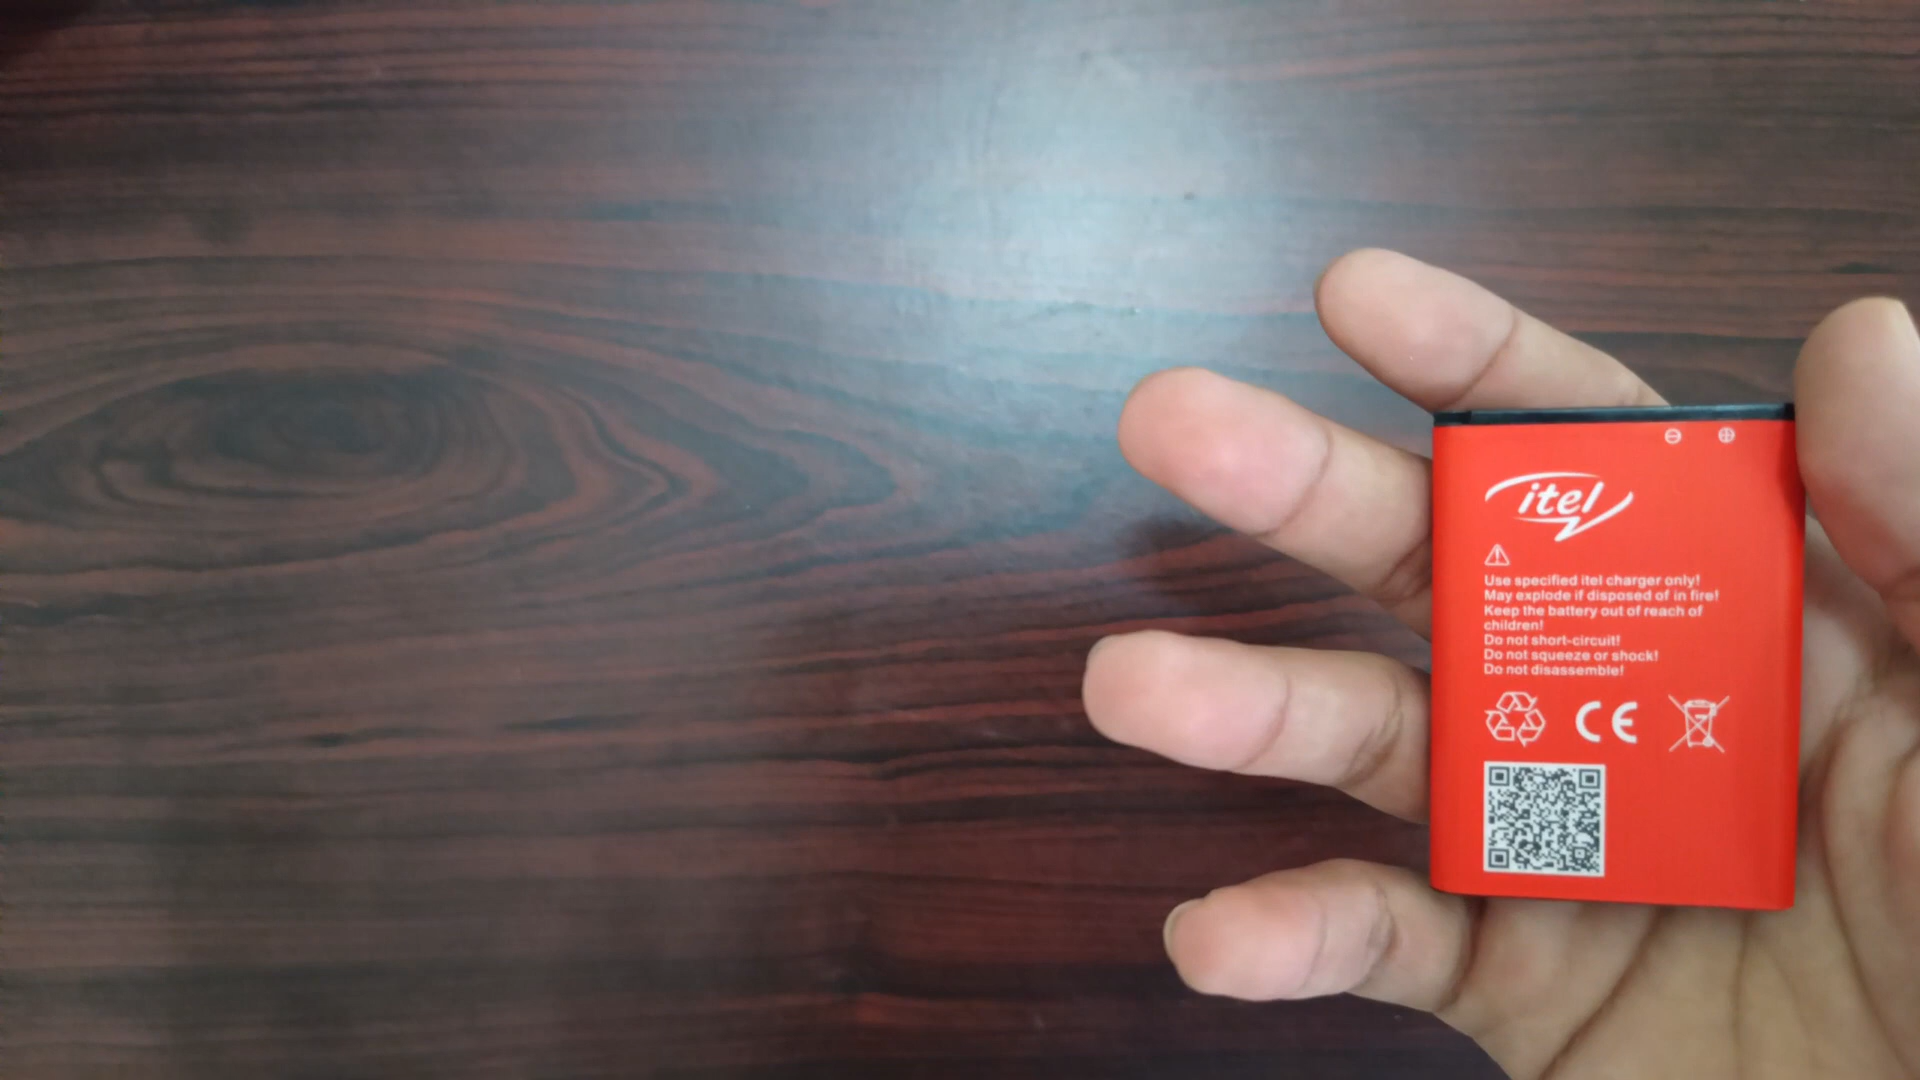 itel
Use specified itel charger only!
May explode if disposed of in fire!
Keep the battery out of reach of
children!
Do not short-circuit!
Do not squeeze or shock!
Do not disassemble!
CE